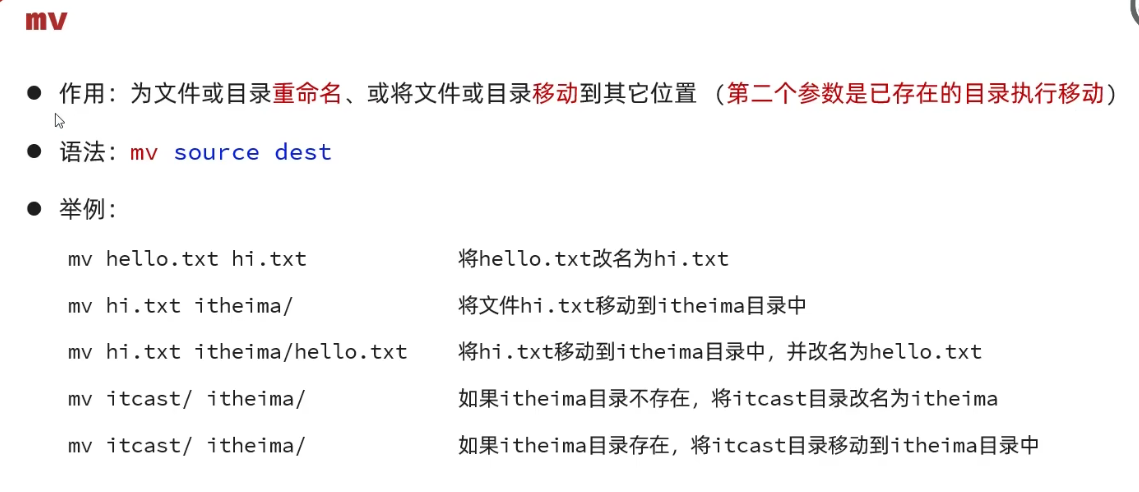 mv
● 作用：为文件或目录重命名、或将文件或目录移动到其它位置 （第二个参数是已存在的目录执行移动）
● 语法：mv source dest
● 举例：
mv hello.txt hi.txt 将hello.txt改名为hi.txt
mv hi.txt itheima/ 将文件hi.txt移动到itheima目录中
mv hi.txt itheima/hello.txt 将hi.txt移动到itheima目录中，并改名为hello.txt
mv itcast/ itheima/ 如果itheima目录不存在，将itcast目录改名为itheima
mv itcast/ itheima/ 如果itheima目录存在，将itcast目录移动到itheima目录中